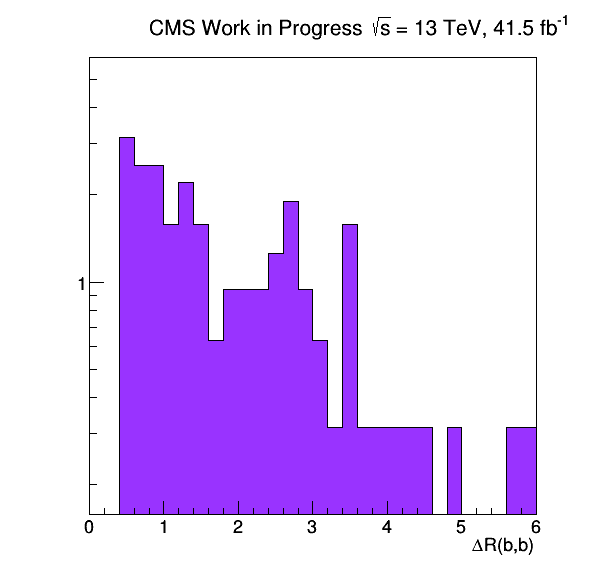 CMS Work in Progress √s = 13 TeV, 41.5 fb⁻¹
1
0 1 2 3 4 5 6
ΔR(b,b)